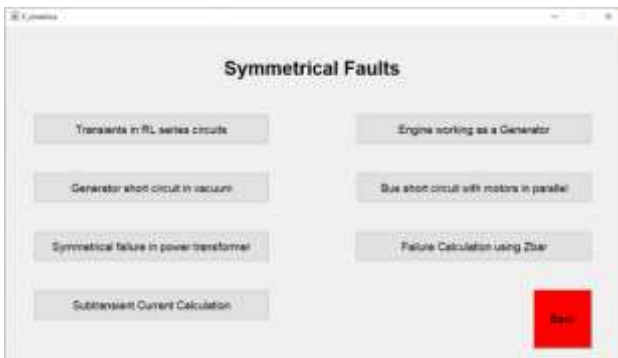 Symmetrical Faults
Transients in RL series circuits
Engine working as a Generator
Generator short circuit in vacuum
Bus short circuit with motors in parallel
Symmetrical failure in power transformer
Failure Calculation using Zbar
Subtransient Current Calculation
Back